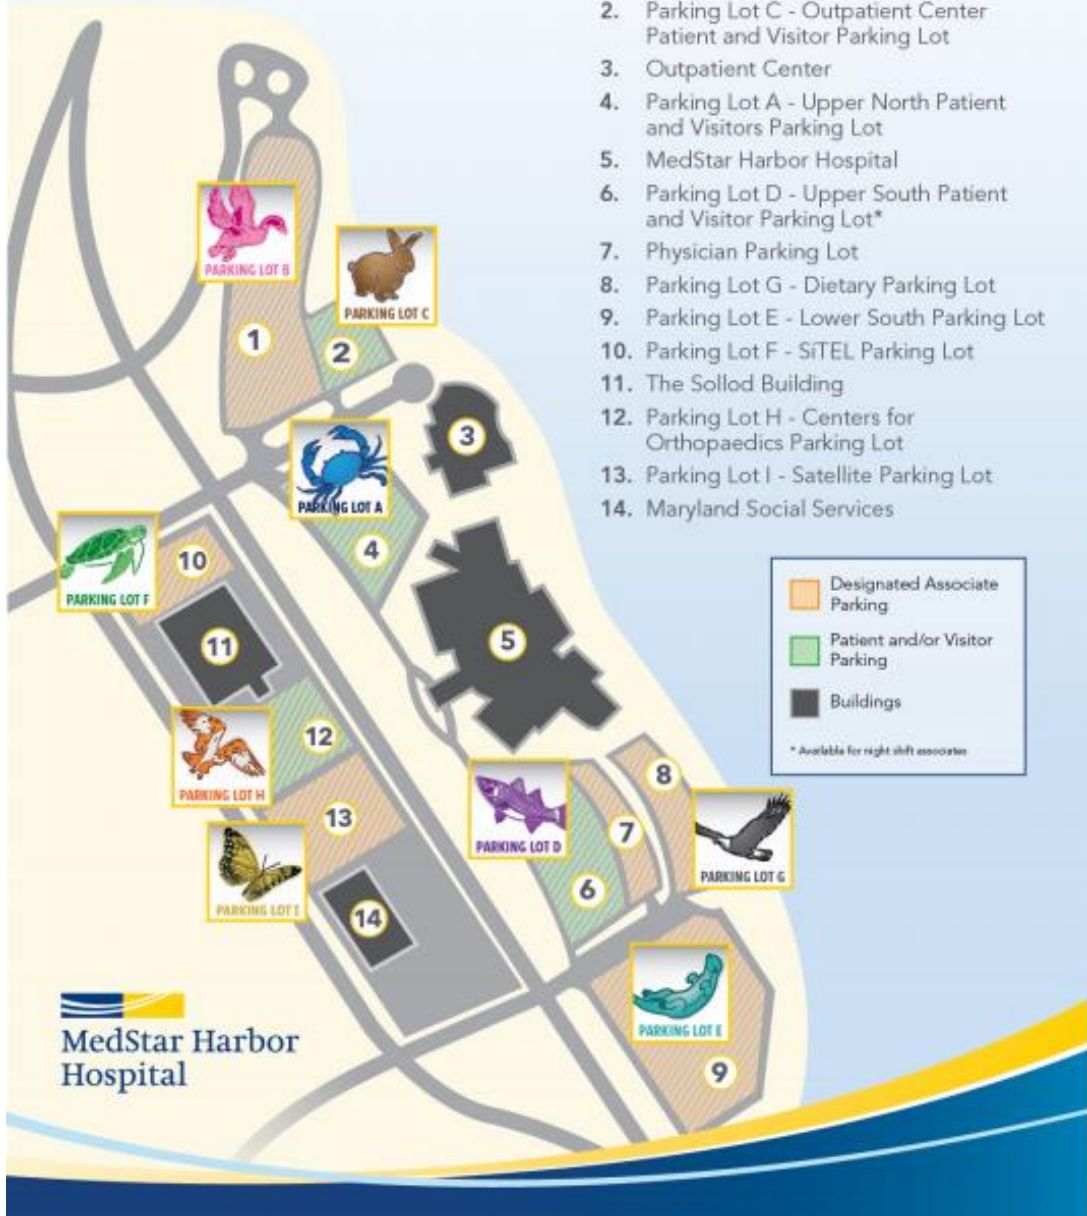 2. Parking Lot C - Outpatient Center
Patient and Visitor Parking Lot
3. Outpatient Center
4. Parking Lot A - Upper North Patient
and Visitors Parking Lot
5. MedStar Harbor Hospital
6. Parking Lot D - Upper South Patient
and Visitor Parking Lot*
7. Physician Parking Lot
8. Parking Lot G - Dietary Parking Lot
9. Parking Lot E - Lower South Parking Lot
10. Parking Lot F - SiTEL Parking Lot
11. The Sollod Building
12. Parking Lot H - Centers for
Orthopaedics Parking Lot
13. Parking Lot I - Satellite Parking Lot
14. Maryland Social Services
PARKING LOT B
PARKING LOT C
1
2
3
PARKING LOT A
4
10
PARKING LOT F
11
5
12
PARKING LOT H
13
PARKING LOT I
14
8
PARKING LOT D
7
PARKING LOT G
6
PARKING LOT E
9
Designated Associate
Parking
Patient and/or Visitor
Parking
Buildings
* Available for night shift associates
MedStar Harbor
Hospital